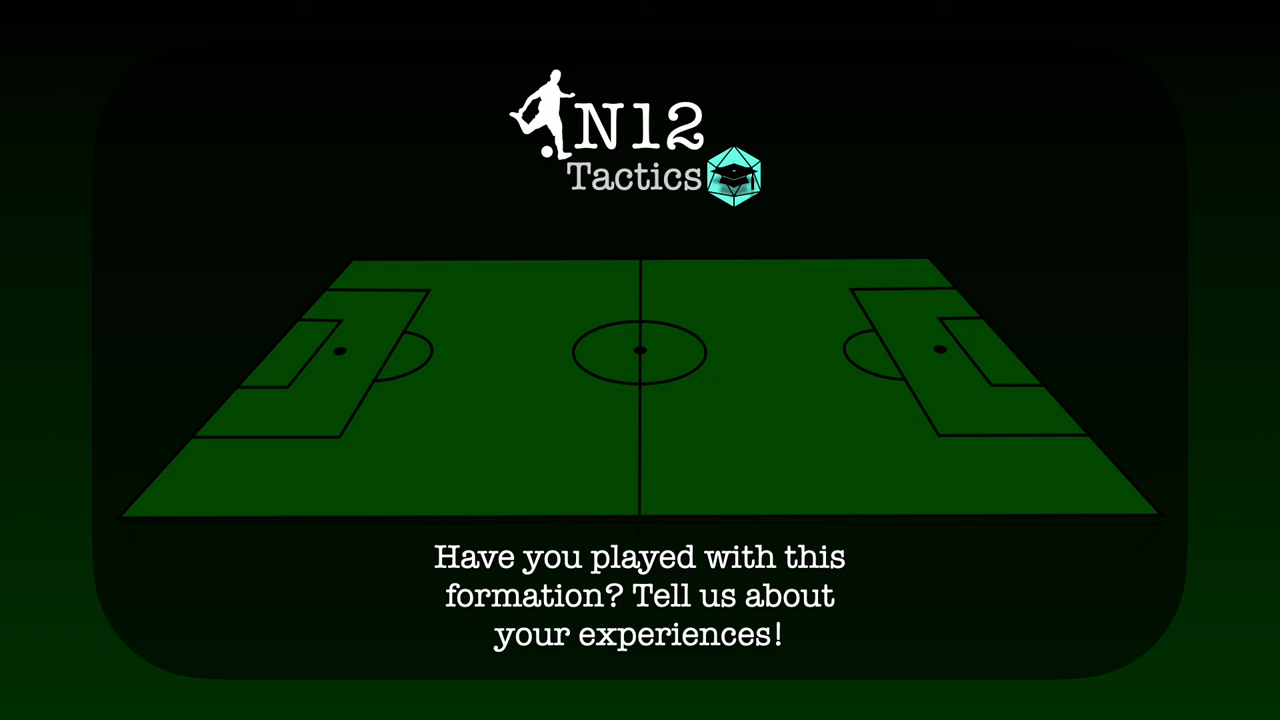 N12
Tactics
Have you played with this
formation? Tell us about
your experiences!